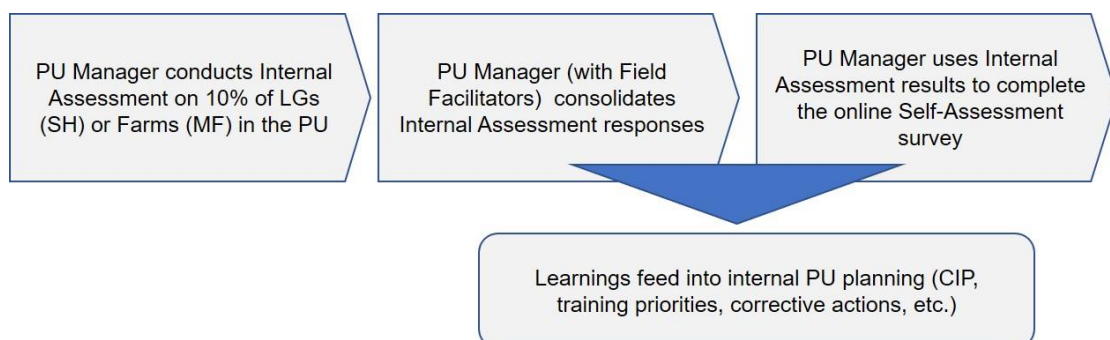 PU Manager conducts Internal
Assessment on 10% of LGs
(SH) or Farms (MF) in the PU
PU Manager (with Field
Facilitators)  consolidates
Internal Assessment responses
PU Manager uses Internal
Assessment results to complete
the online Self-Assessment
survey
Learnings feed into internal PU planning (CIP,
training priorities, corrective actions, etc.)